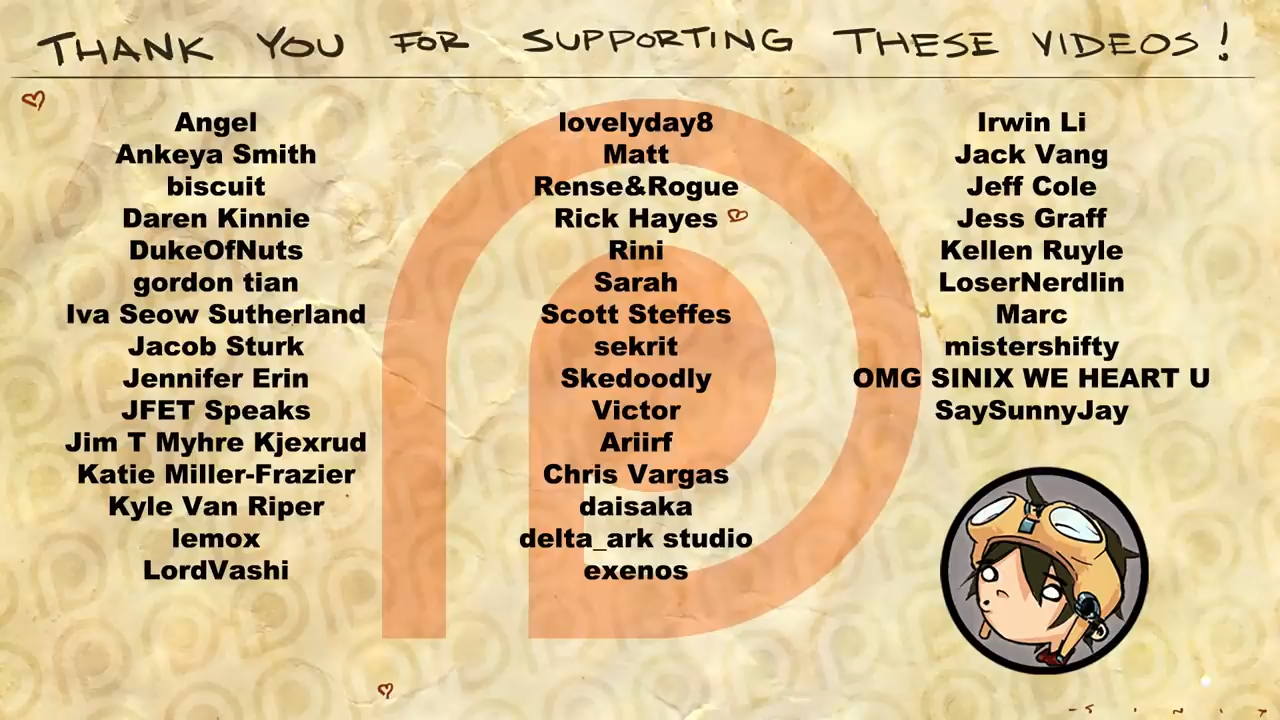 THANK YOU FOR SUPPORTING THESE VIDEOS!
Angel
Ankeya Smith
biscuit
Daren Kinnie
DukeOfNuts
gordon tian
Iva Seow Sutherland
Jacob Sturk
Jennifer Erin
JFET Speaks
Jim T Myhre Kjexrud
Katie Miller-Frazier
Kyle Van Riper
lemox
LordVashi
lovelyday8
Matt
Rense&Rogue
Rick Hayes
Rini
Sarah
Scott Steffes
sekrit
Skedoodly
Victor
Ariirf
Chris Vargas
daisaka
delta_ark studio
exenos
Irwin Li
Jack Vang
Jeff Cole
Jess Graff
Kellen Ruyle
LoserNerdlin
Marc
mistershifty
OMG SINIX WE HEART U
SaySunnyJay